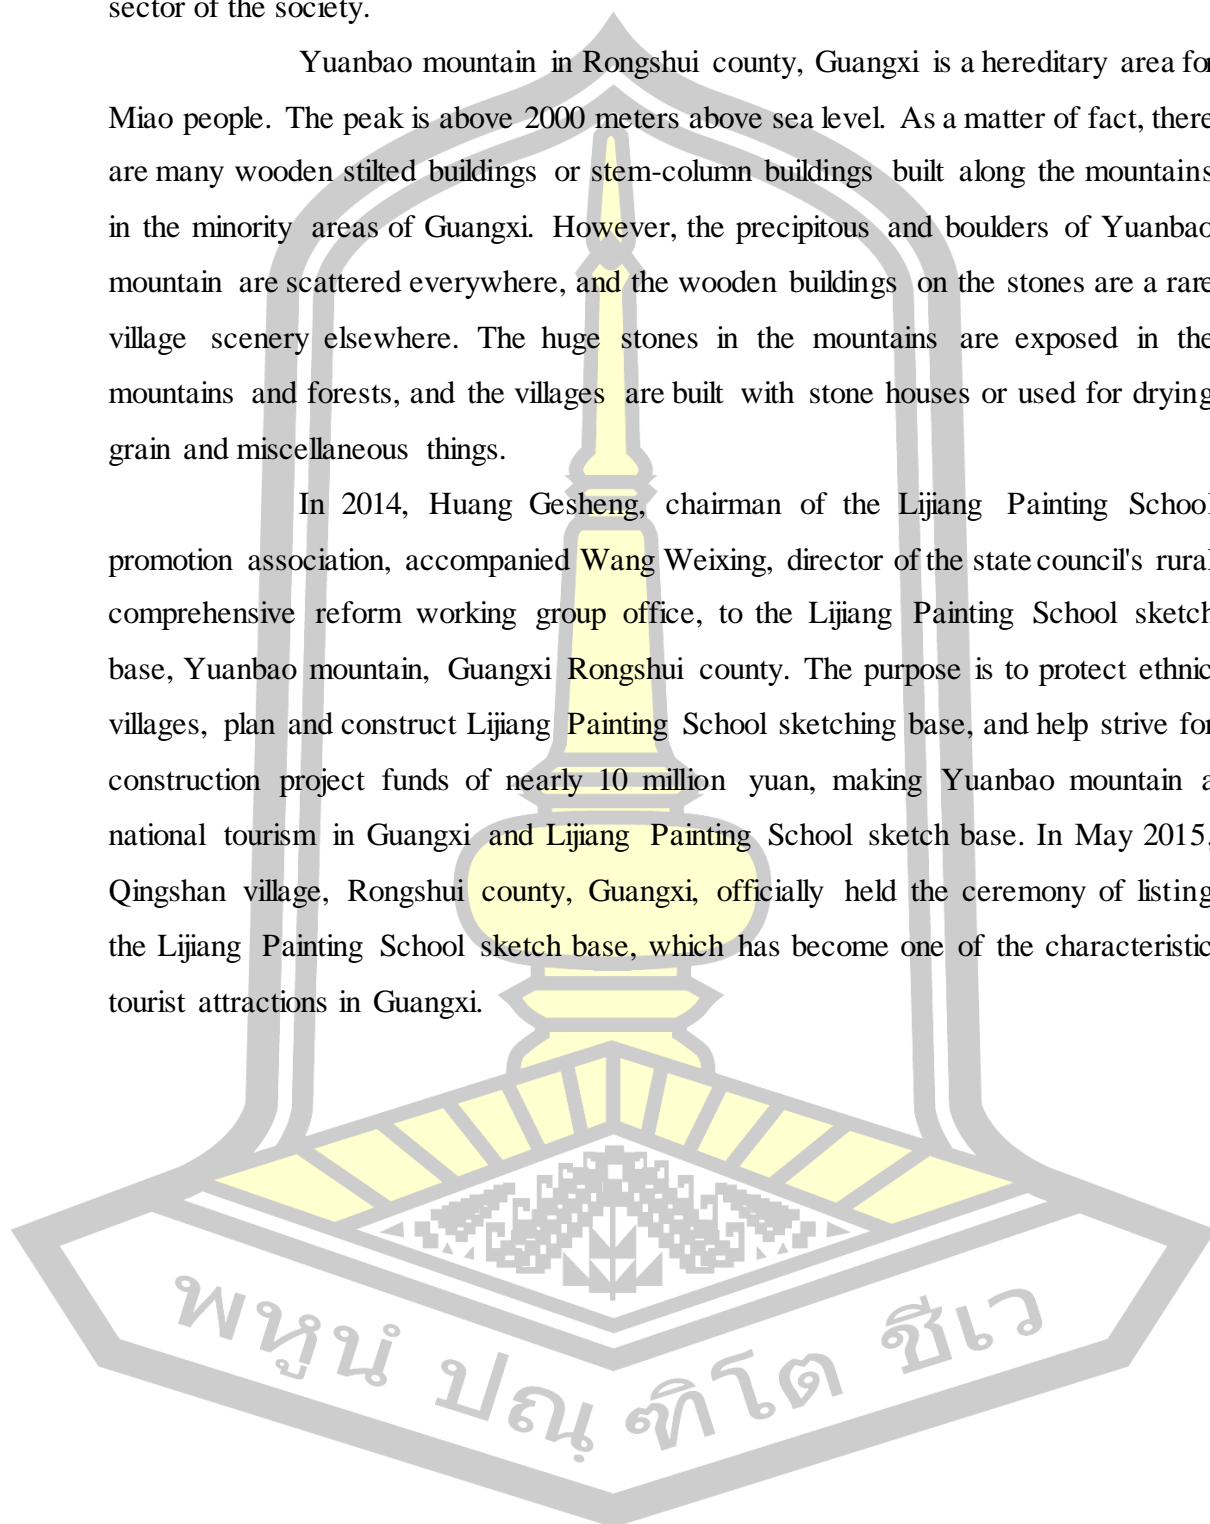 sector of the society.
Yuanbao mountain in Rongshui county, Guangxi is a hereditary area for
Miao people. The peak is above 2000 meters above sea level. As a matter of fact, there
are many wooden stilted buildings or stem-column buildings built along the mountains
in the minority areas of Guangxi. However, the precipitous and boulders of Yuanbao
mountain are scattered everywhere, and the wooden buildings on the stones are a rare
village scenery elsewhere. The huge stones in the mountains are exposed in the
mountains and forests, and the villages are built with stone houses or used for drying
grain and miscellaneous things.
In 2014, Huang Gesheng, chairman of the Lijiang Painting School
promotion association, accompanied Wang Weixing, director of the state council's rural
comprehensive reform working group office, to the Lijiang Painting School sketch
base, Yuanbao mountain, Guangxi Rongshui county. The purpose is to protect ethnic
villages, plan and construct Lijiang Painting School sketching base, and help strive for
construction project funds of nearly 10 million yuan, making Yuanbao mountain a
national tourism in Guangxi and Lijiang Painting School sketch base. In May 2015,
Qingshan village, Rongshui county, Guangxi, officially held the ceremony of listing
the Lijiang Painting School sketch base, which has become one of the characteristic
tourist attractions in Guangxi.
พหูนํ ปณฺฑิโต ชีเว